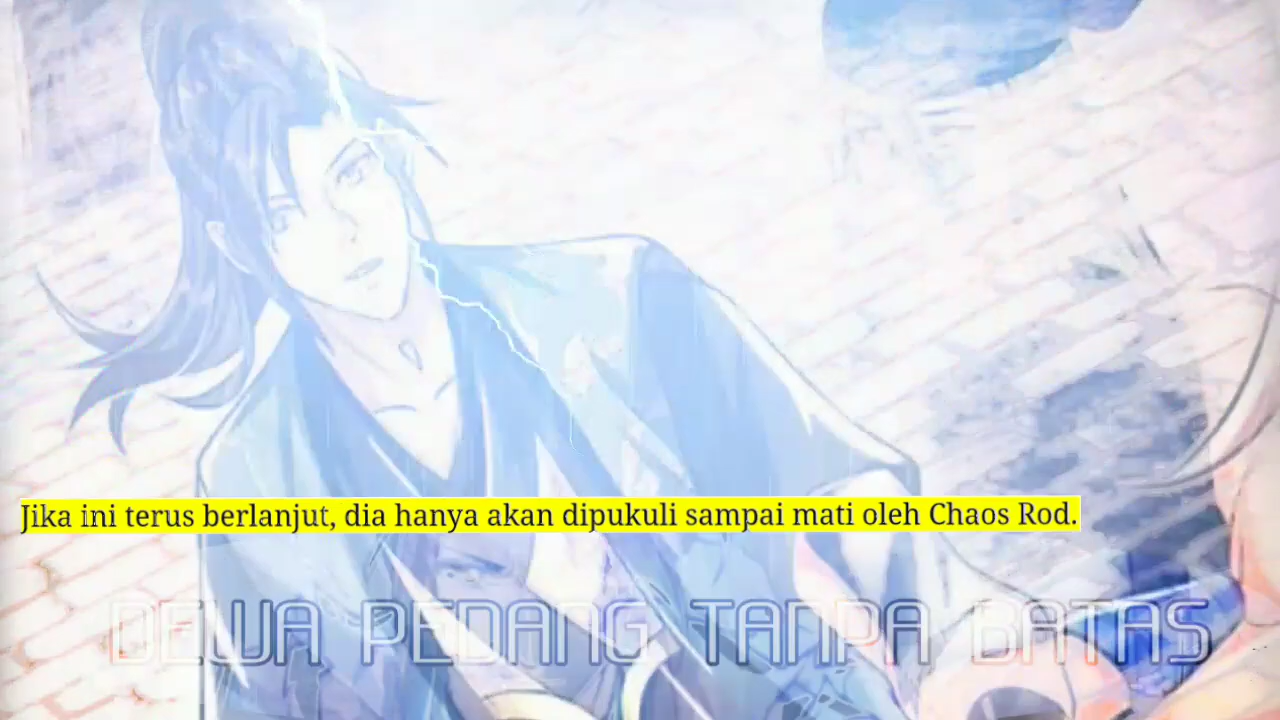 Jika ini terus berlanjut, dia hanya akan dipukuli sampai mati oleh Chaos Rod.
DEWA PEDANG TANPA BATAS